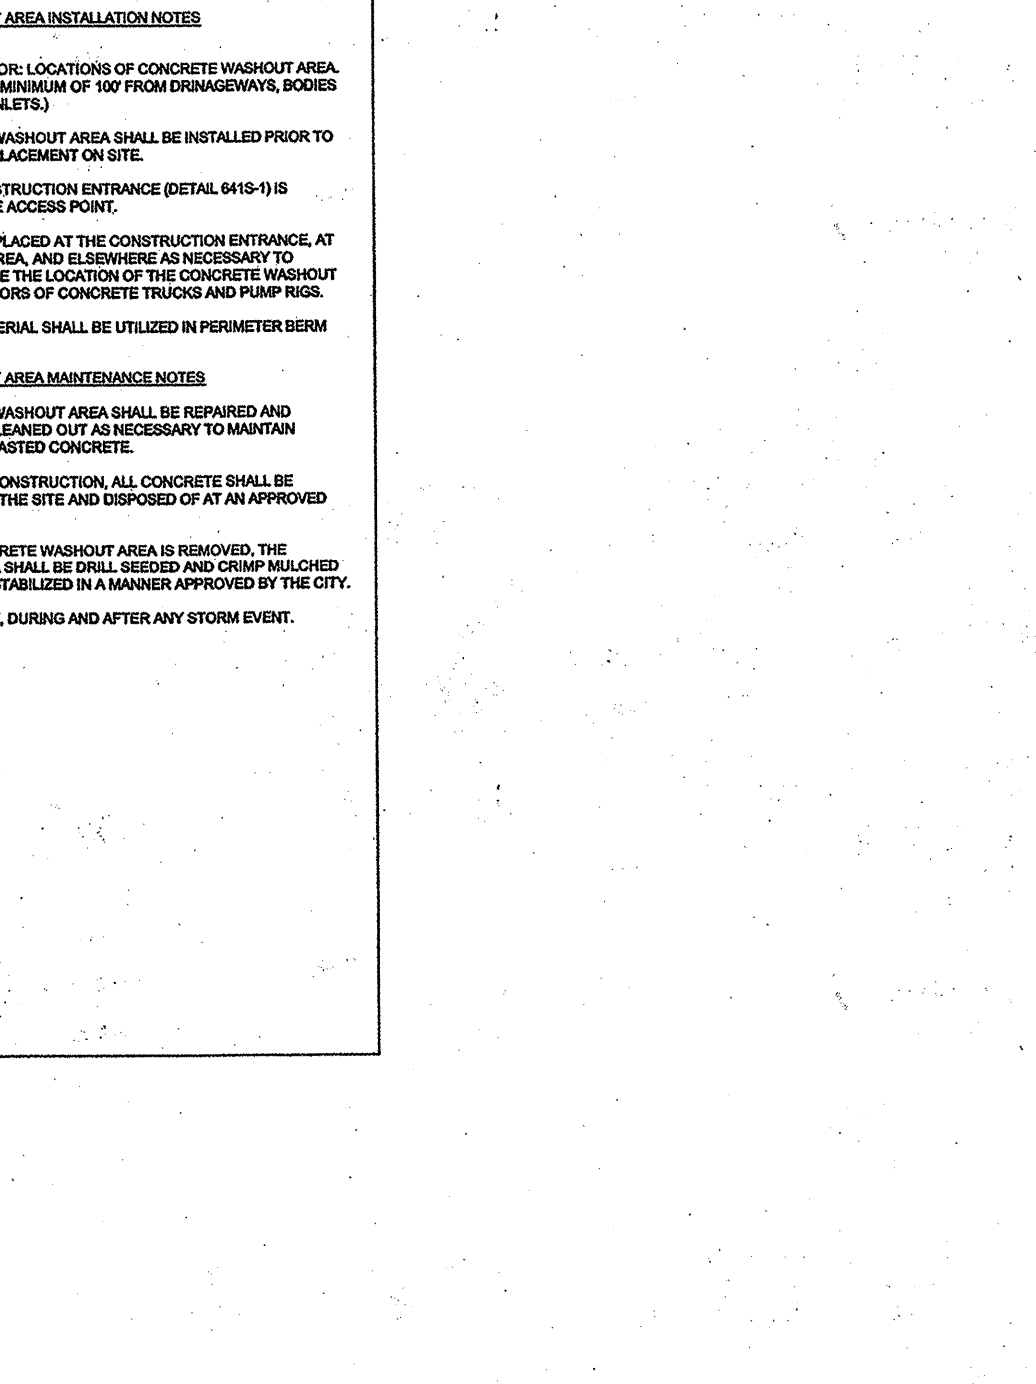 AREA INSTALLATION NOTES
OR: LOCATIONS OF CONCRETE WASHOUT AREA.
MINIMUM OF 100' FROM DRINAGEWAYS, BODIES
NLETS.)
WASHOUT AREA SHALL BE INSTALLED PRIOR TO
LACEMENT ON SITE.
STRUCTION ENTRANCE (DETAIL 641S-1) IS
E ACCESS POINT.
PLACED AT THE CONSTRUCTION ENTRANCE, AT
REA, AND ELSEWHERE AS NECESSARY TO
E THE LOCATION OF THE CONCRETE WASHOUT
ORS OF CONCRETE TRUCKS AND PUMP RIGS.
ERIAL SHALL BE UTILIZED IN PERIMETER BERM
AREA MAINTENANCE NOTES
WASHOUT AREA SHALL BE REPAIRED AND
LEANED OUT AS NECESSARY TO MAINTAIN
ASTED CONCRETE.
ONSTRUCTION, ALL CONCRETE SHALL BE
THE SITE AND DISPOSED OF AT AN APPROVED
RETE WASHOUT AREA IS REMOVED, THE
SHALL BE DRILL SEEDED AND CRIMP MULCHED
TABILIZED IN A MANNER APPROVED BY THE CITY.
, DURING AND AFTER ANY STORM EVENT.